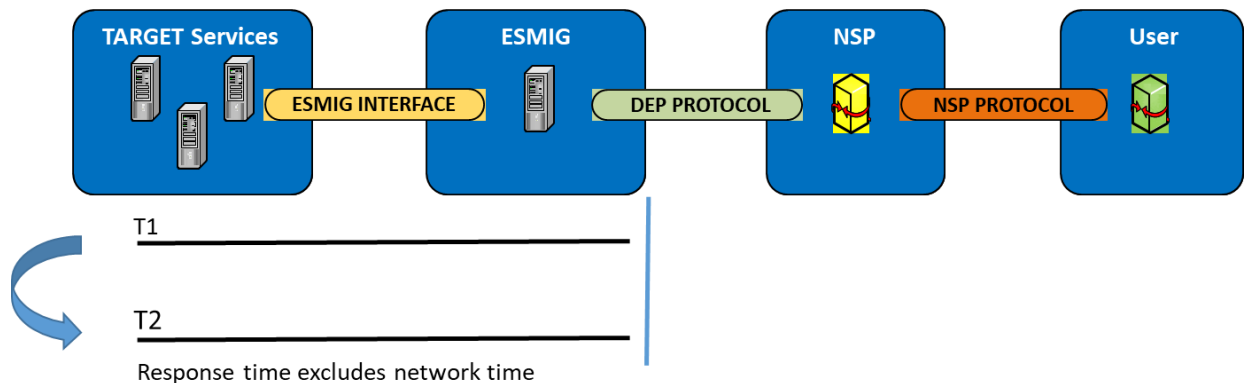 TARGET Services
ESMIG
NSP
User
ESMIG INTERFACE
DEP PROTOCOL
NSP PROTOCOL
T1
T2
Response time excludes network time